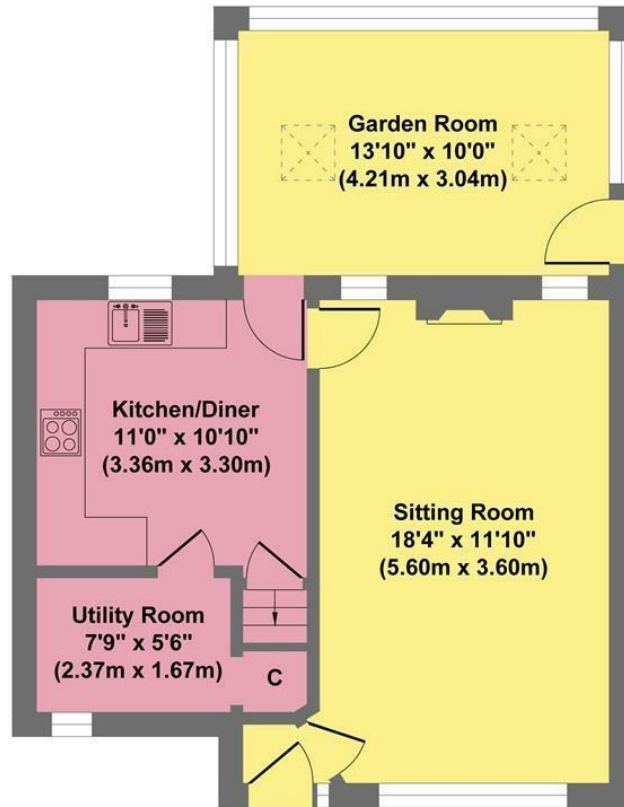 Garden Room
13'10" x 10'0"
(4.21m x 3.04m)
Kitchen/Diner
11'0" x 10'10"
(3.36m x 3.30m)
Sitting Room
18'4" x 11'10"
(5.60m x 3.60m)
Utility Room
7'9" x 5'6"
(2.37m x 1.67m)
C